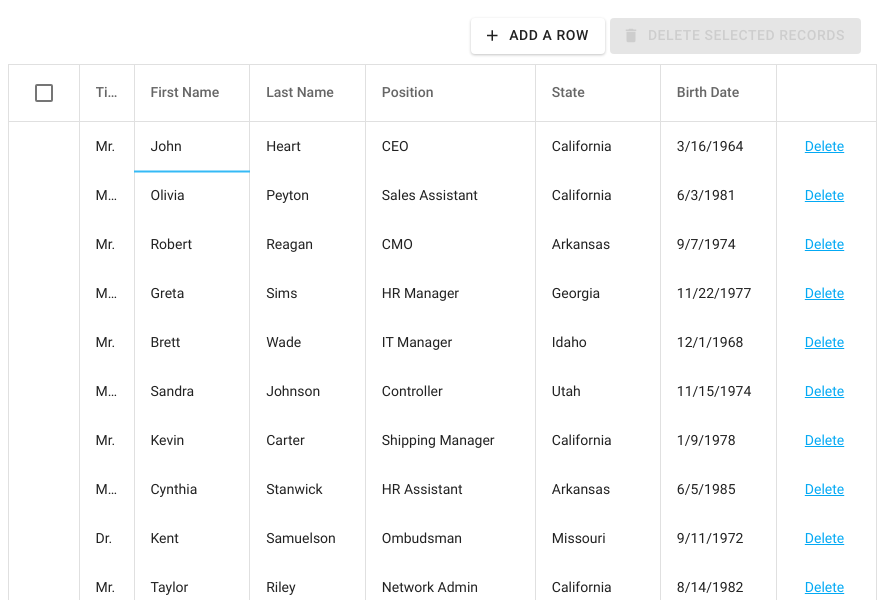 ADD A ROW DELETE SELECTED RECORDS
Ti... First Name Last Name Position State Birth Date
Mr. John Heart CEO California 3/16/1964 Delete
M... Olivia Peyton Sales Assistant California 6/3/1981 Delete
Mr. Robert Reagan CMO Arkansas 9/7/1974 Delete
M... Greta Sims HR Manager Georgia 11/22/1977 Delete
Mr. Brett Wade IT Manager Idaho 12/1/1968 Delete
M... Sandra Johnson Controller Utah 11/15/1974 Delete
Mr. Kevin Carter Shipping Manager California 1/9/1978 Delete
M... Cynthia Stanwick HR Assistant Arkansas 6/5/1985 Delete
Dr. Kent Samuelson Ombudsman Missouri 9/11/1972 Delete
Mr. Taylor Riley Network Admin California 8/14/1982 Delete